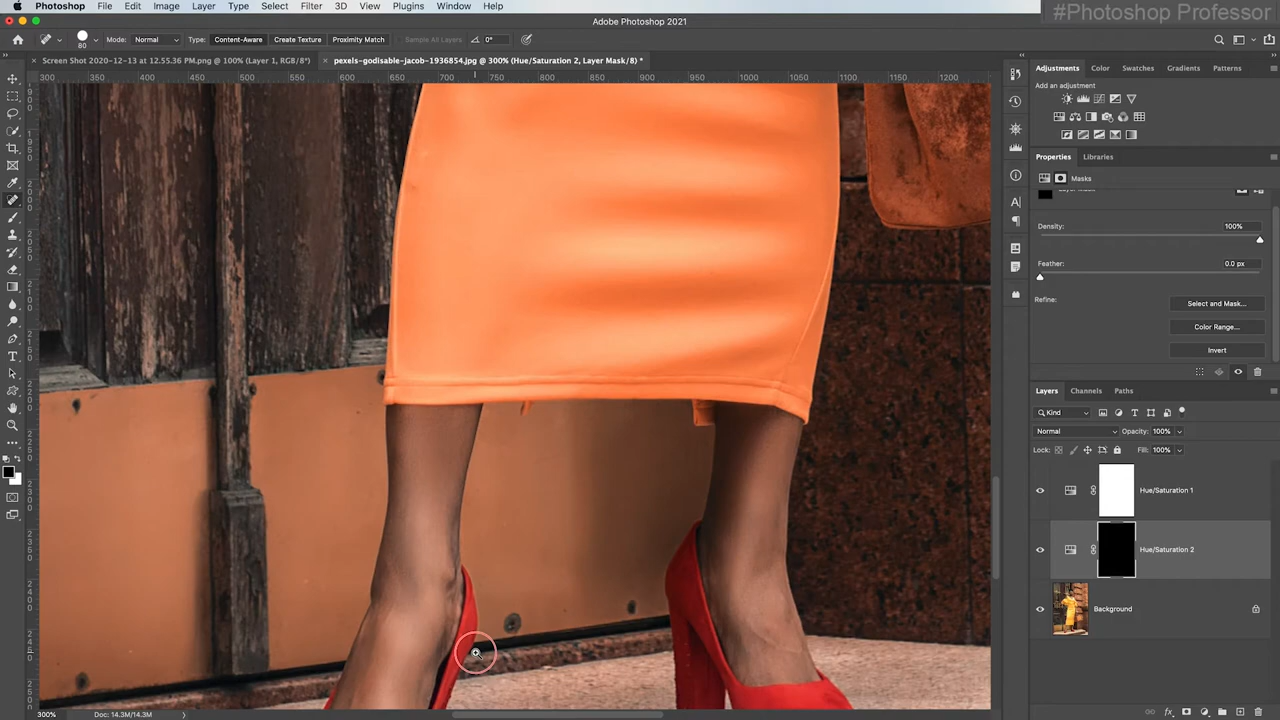 Photoshop File Edit Image Layer Type Select Filter 3D View Plugins Window Help
#Photoshop Professor
Adobe Photoshop 2021
80 Mode: Normal Type: Content-Aware Create Texture Proximity Match Sample All Layers 0°
Screen Shot 2020-12-13 at 12.55.36 PM.png @ 100% (Layer 1, RGB/8*)
pexels-godisable-jacob-1936854.jpg @ 300% (Hue/Saturation 2, Layer Mask/8) *
300 350 400 450 500 550 600 650 700 750 800 850 900 950 1000 1050 1100 1150 1200
Adjustments Color Swatches Gradients Patterns
Add an adjustment
Properties Libraries
Masks
Density: 100%
Feather: 0.0 px
Refine: Select and Mask...
Color Range...
Invert
Layers Channels Paths
Kind
Normal Opacity: 100%
Lock: Fill: 100%
Hue/Saturation 1
Hue/Saturation 2
Background
300% Doc: 14.3M/14.3M